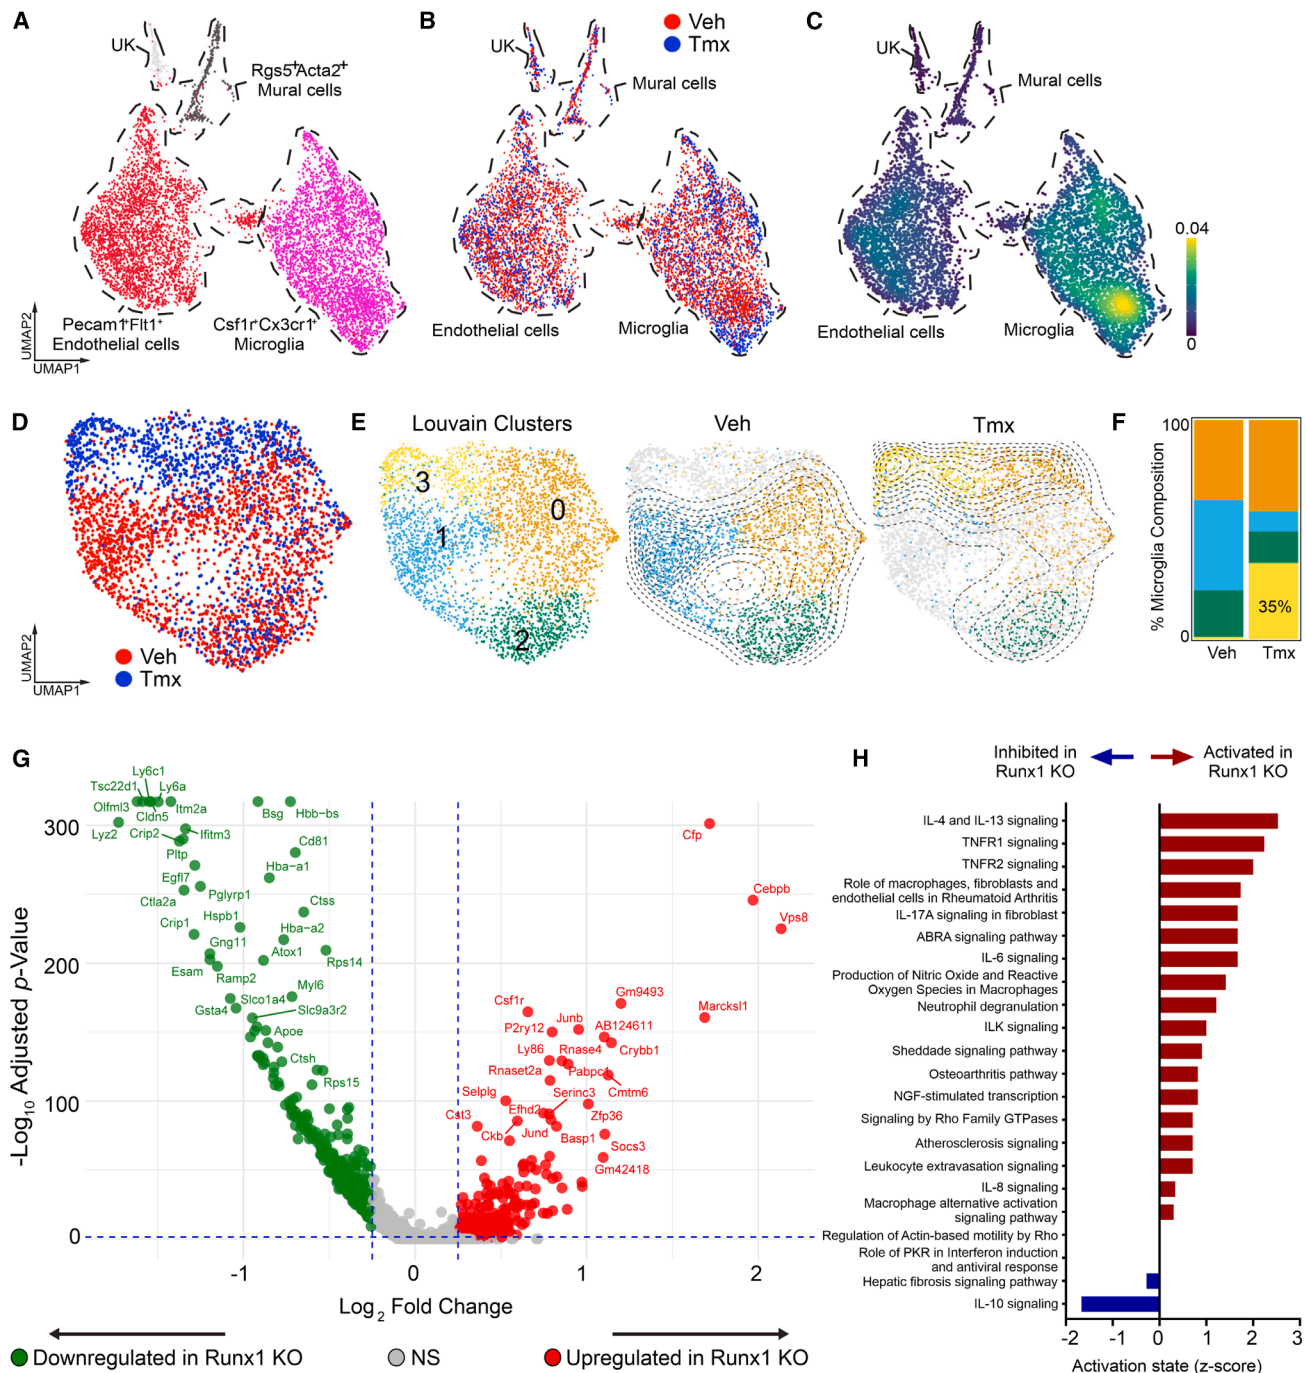 A
UK
Rgs5+Acta2+
Mural cells
Pecam1+Flt1+
Endothelial cells
Csf1r+Cx3cr1+
Microglia
UMAP2
UMAP1
B
Veh
Tmx
UK
Mural cells
Endothelial cells
Microglia
C
UK
Mural cells
Endothelial cells
Microglia
0.04
0
D
Veh
Tmx
UMAP2
UMAP1
E
Louvain Clusters
Veh
Tmx
3
0
1
2
F
100
% Microglia Composition
0
35%
Veh
Tmx
G
Ly6c1
Tsc22d1
Ly6a
Olfml3
Cldn5
Itm2a
Bsg
Hbb-bs
Lyz2
Crip2
Ifitm3
Cfp
Pltp
Cd81
Egfl7
Hba-a1
Ctla2a
Pglyrp1
Cebpb
Crip1
Hspb1
Ctss
Vps8
Gng11
Hba-a2
Atox1
Rps14
Esam
Ramp2
Myl6
Gm9493
Gsta4
Slco1a4
Slc9a3r2
Csf1r
Junb
Marcksl1
Apoe
P2ry12
AB124611
Ctsh
Ly86
Rnase4
Crybb1
Rps15
Rnaset2a
Pabpc1
Cmtm6
Selplg
Serinc3
Cst3
Efhd2
Zfp36
Ckb
Jund
Basp1
Socs3
Gm42418
300
200
100
0
-Log10 Adjusted p-Value
-1
0
1
2
Log2 Fold Change
Downregulated in Runx1 KO
NS
Upregulated in Runx1 KO
H
Inhibited in
Runx1 KO
Activated in
Runx1 KO
IL-4 and IL-13 signaling
TNFR1 signaling
TNFR2 signaling
Role of macrophages, fibroblasts and
endothelial cells in Rheumatoid Arthritis
IL-17A signaling in fibroblast
ABRA signaling pathway
IL-6 signaling
Production of Nitric Oxide and Reactive
Oxygen Species in Macrophages
Neutrophil degranulation
ILK signaling
Sheddade signaling pathway
Osteoarthritis pathway
NGF-stimulated transcription
Signaling by Rho Family GTPases
Atherosclerosis signaling
Leukocyte extravasation signaling
IL-8 signaling
Macrophage alternative activation
signaling pathway
Regulation of Actin-based motility by Rho
Role of PKR in Interferon induction
and antiviral response
Hepatic fibrosis signaling pathway
IL-10 signaling
-2
-1
0
1
2
3
Activation state (z-score)